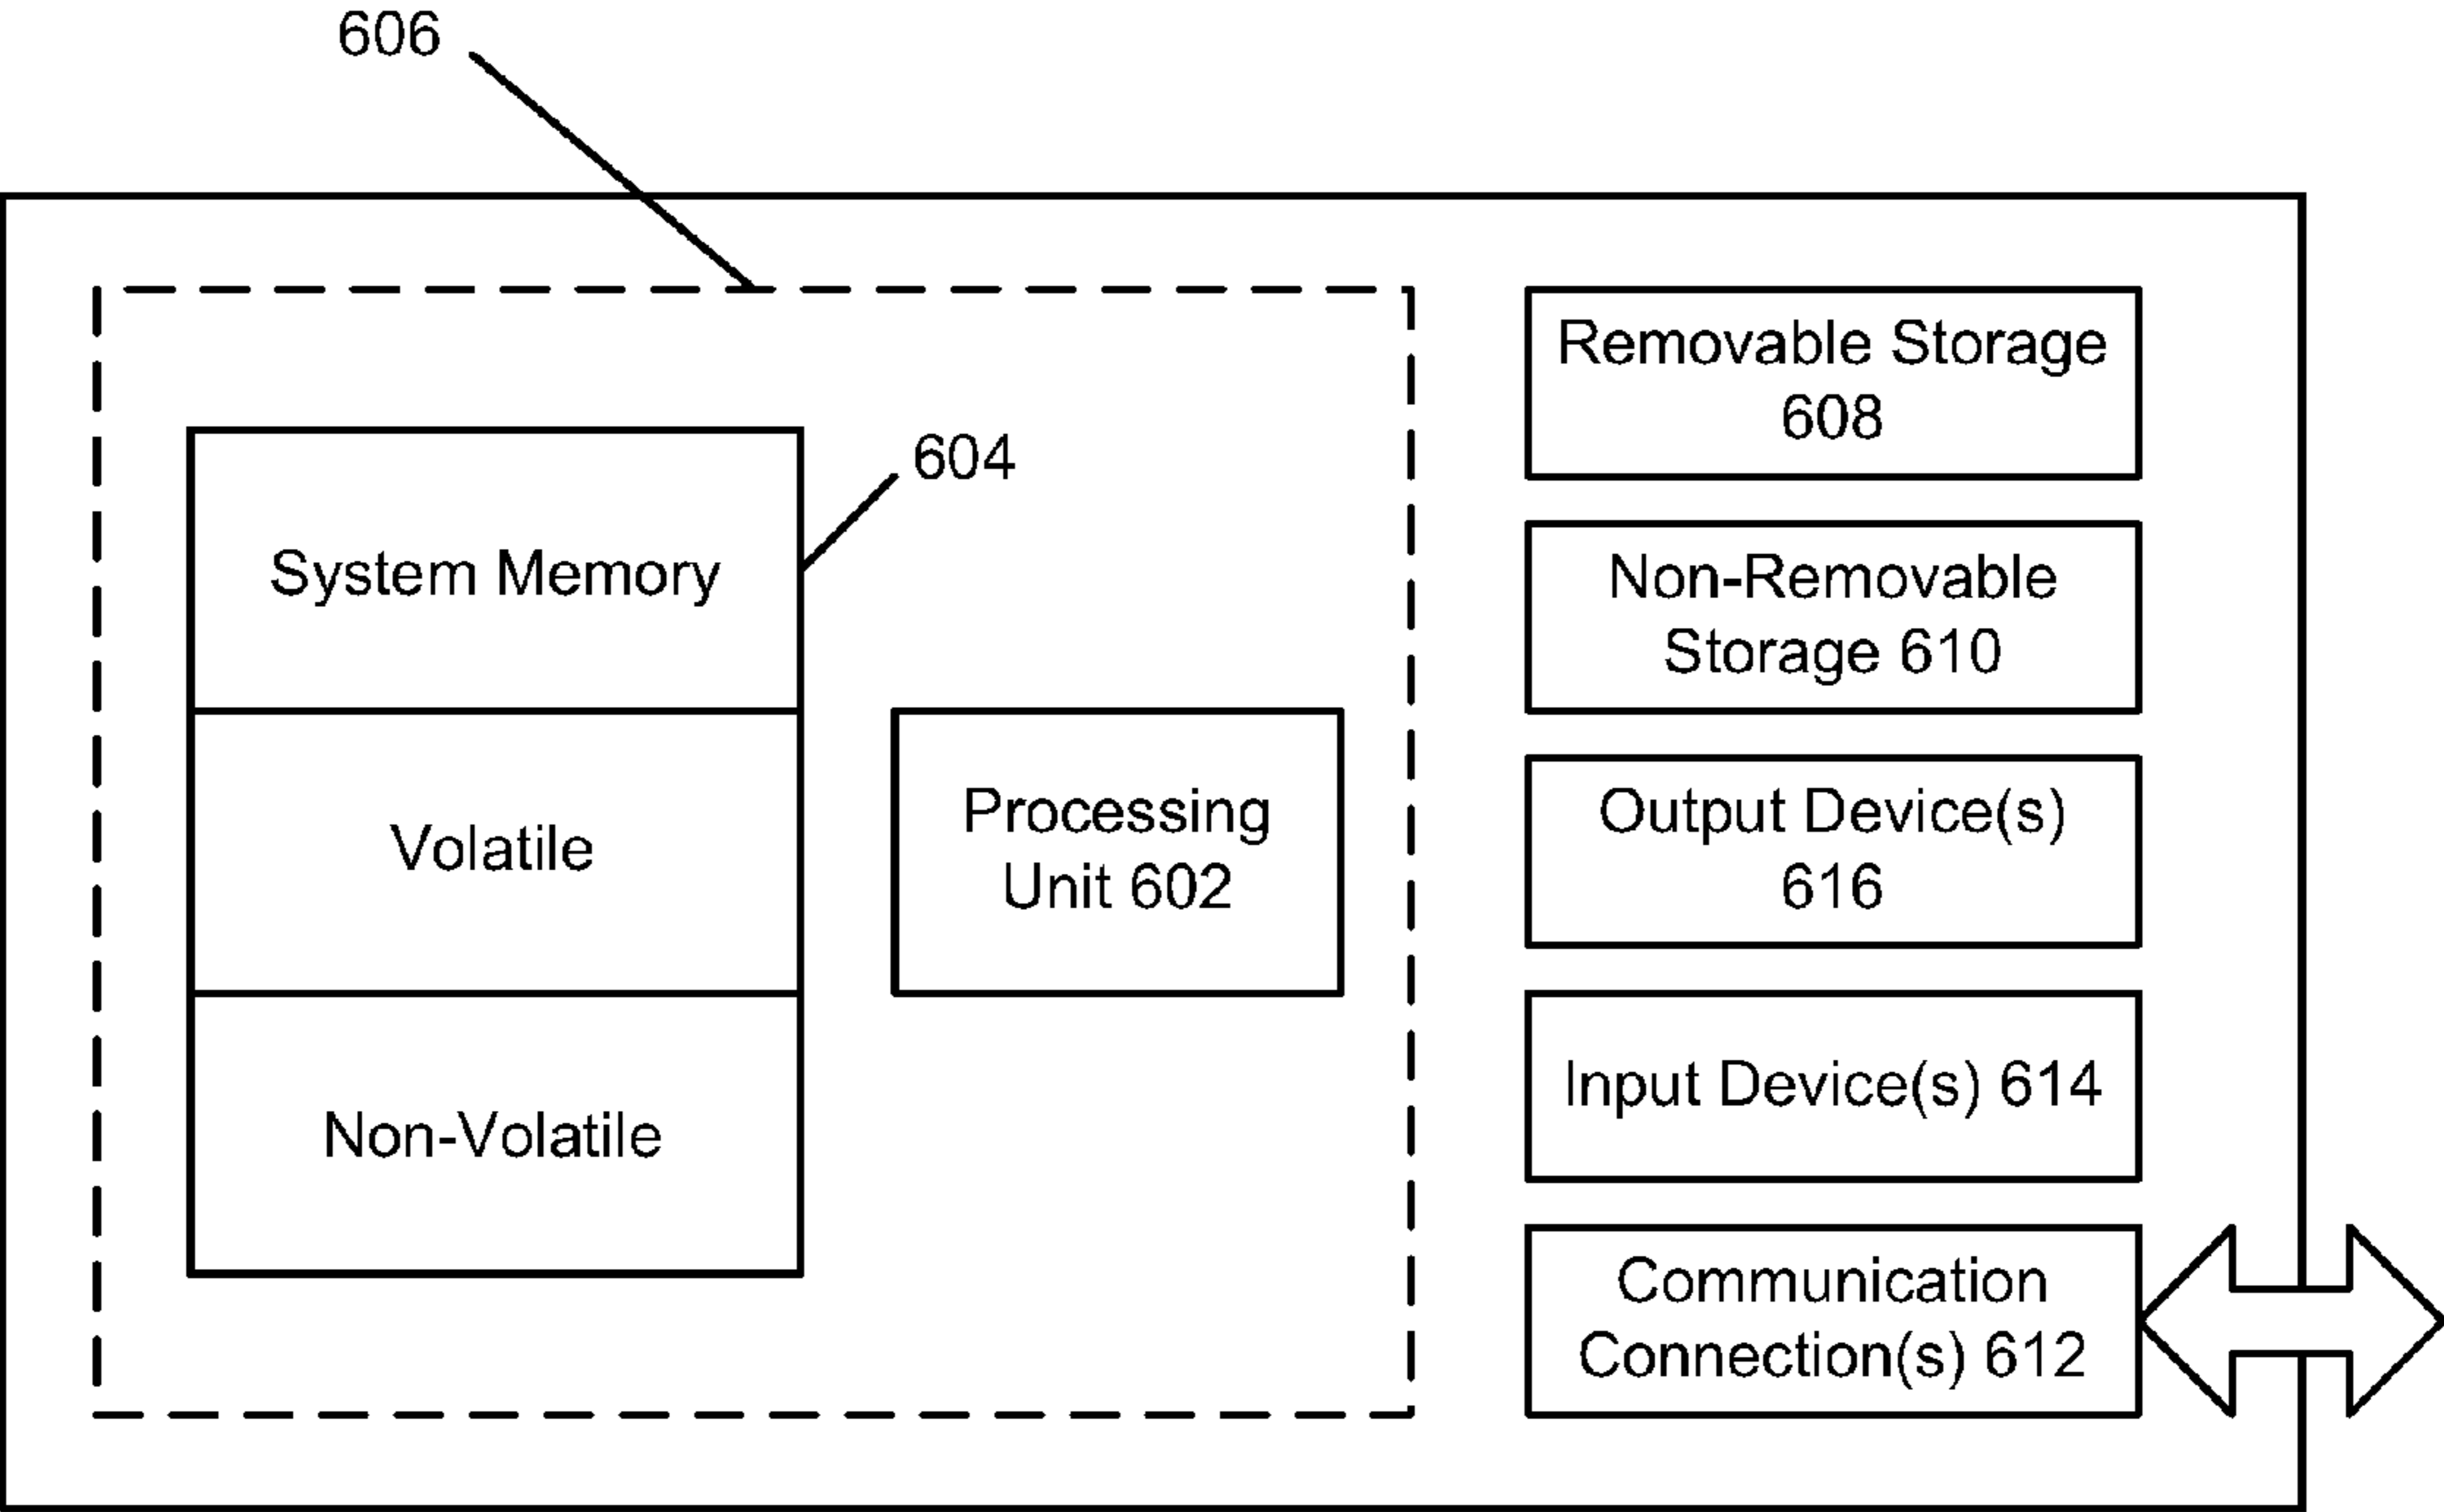 606
604
System Memory
Volatile
Non-Volatile
Processing
Unit 602
Removable Storage
608
Non-Removable
Storage 610
Output Device(s)
616
Input Device(s) 614
Communication
Connection(s) 612